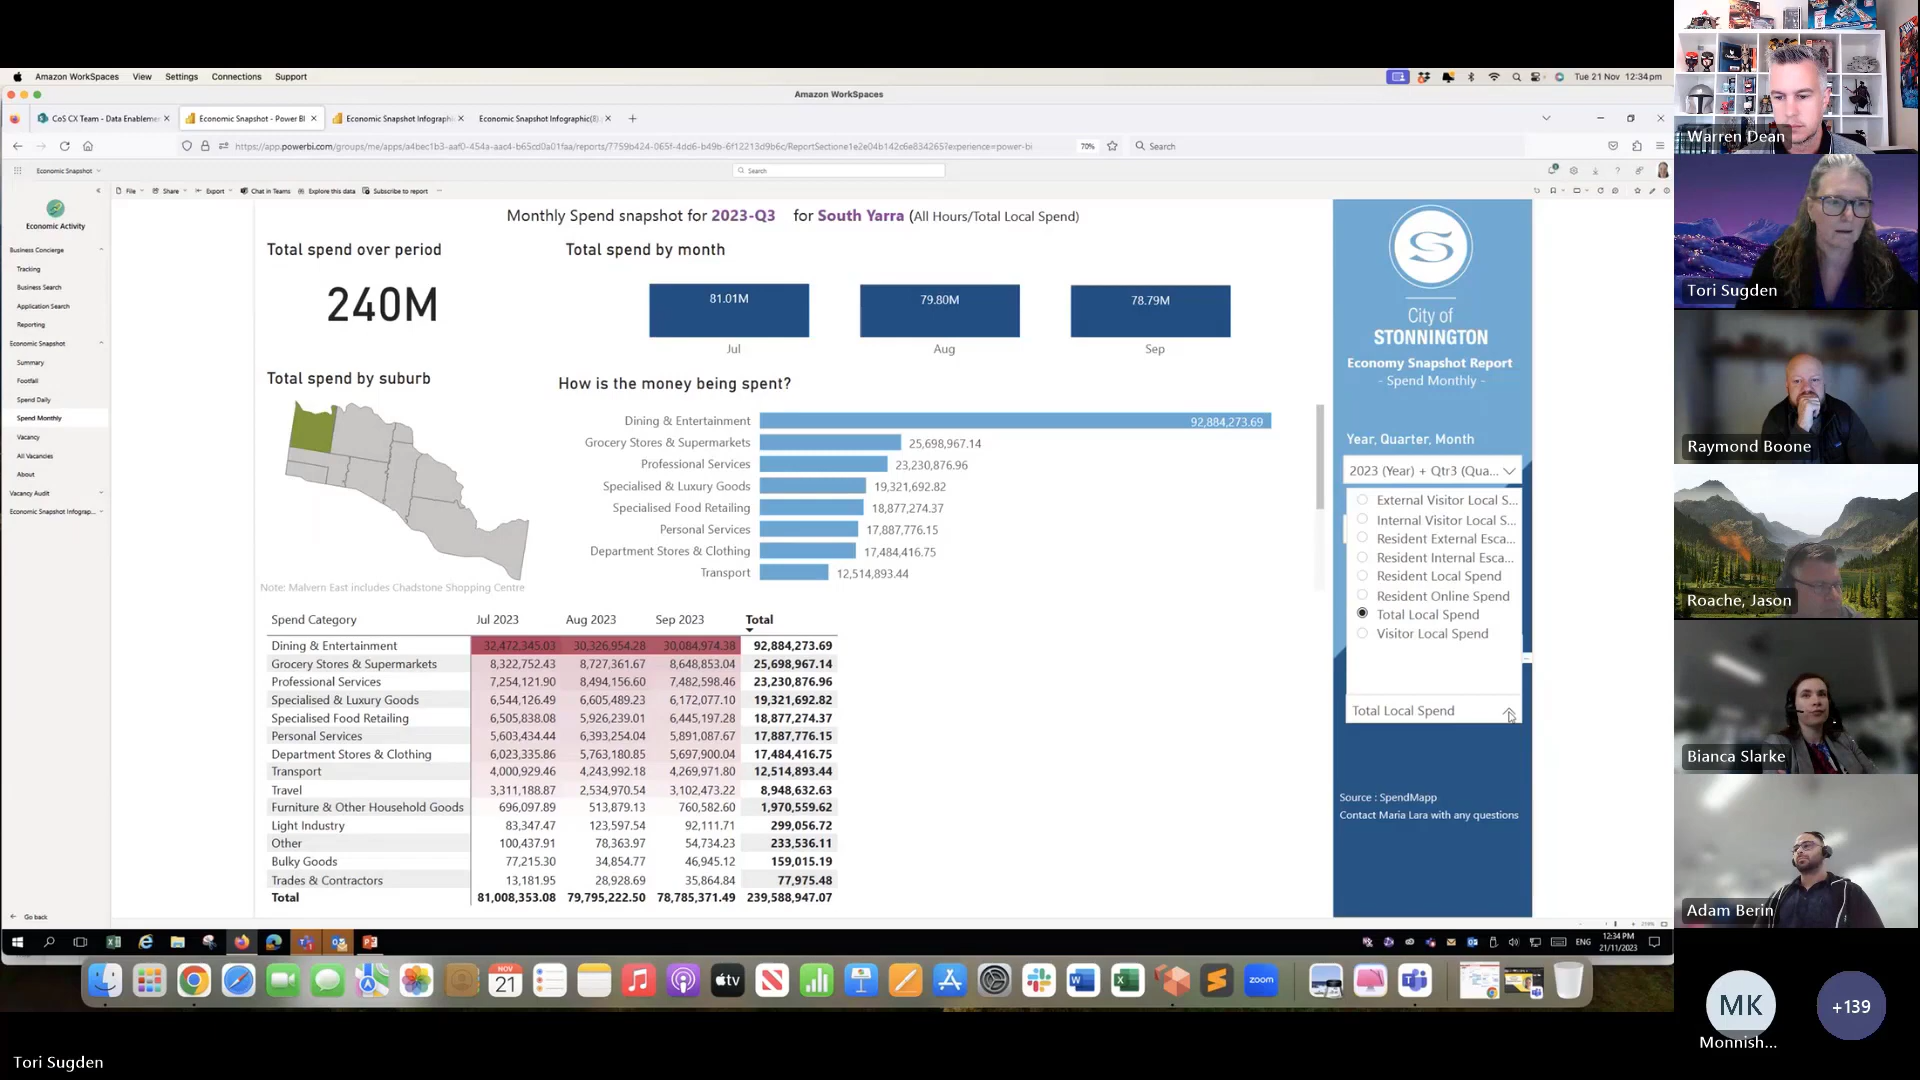 Amazon WorkSpaces View Settings Connections Support
Tue 21 Nov 12:34pm
Amazon WorkSpaces
CoS CX Team - Data Enableme
Economic Snapshot - Power BI
Economic Snapshot Infographi
Economic Snapshot Infographic(8)
70%
Search
Economic Snapshot
Search
File Share Export Chat in Teams Explore this data Subscribe to report
Economic Activity
Business Concierge
Tracking
Business Search
Application Search
Reporting
Economic Snapshot
Summary
Footfall
Spend Daily
Spend Monthly
Vacancy
All Vacancies
About
Vacancy Audit
Economic Snapshot Infograp...
Go back
Monthly Spend snapshot for 2023-Q3 for South Yarra (All Hours/Total Local Spend)
Total spend over period
240M
Total spend by month
81.01M 79.80M 78.79M
Jul Aug Sep
Total spend by suburb
Note: Malvern East includes Chadstone Shopping Centre
How is the money being spent?
Dining & Entertainment 92,884,273.69
Grocery Stores & Supermarkets 25,698,967.14
Professional Services 23,230,876.96
Specialised & Luxury Goods 19,321,692.82
Specialised Food Retailing 18,877,274.37
Personal Services 17,887,776.15
Department Stores & Clothing 17,484,416.75
Transport 12,514,893.44
Spend Category Jul 2023 Aug 2023 Sep 2023 Total
Dining & Entertainment 32,472,345.03 30,326,954.28 30,084,974.38 92,884,273.69
Grocery Stores & Supermarkets 8,322,752.43 8,727,361.67 8,648,853.04 25,698,967.14
Professional Services 7,254,121.90 8,494,156.60 7,482,598.46 23,230,876.96
Specialised & Luxury Goods 6,544,126.49 6,605,489.23 6,172,077.10 19,321,692.82
Specialised Food Retailing 6,505,838.08 5,926,239.01 6,445,197.28 18,877,274.37
Personal Services 5,603,434.44 6,393,254.04 5,891,087.67 17,887,776.15
Department Stores & Clothing 6,023,335.86 5,763,180.85 5,697,900.04 17,484,416.75
Transport 4,000,929.46 4,243,992.18 4,269,971.80 12,514,893.44
Travel 3,311,188.87 2,534,970.54 3,102,473.22 8,948,632.63
Furniture & Other Household Goods 696,097.89 513,879.13 760,582.60 1,970,559.62
Light Industry 83,347.47 123,597.54 92,111.71 299,056.72
Other 100,437.91 78,363.97 54,734.23 233,536.11
Bulky Goods 77,215.30 34,854.77 46,945.12 159,015.19
Trades & Contractors 13,181.95 28,928.69 35,864.84 77,975.48
Total 81,008,353.08 79,795,222.50 78,785,371.49 239,588,947.07
City of
STONNINGTON
Economy Snapshot Report
- Spend Monthly -
Year, Quarter, Month
2023 (Year) + Qtr3 (Qua...
External Visitor Local S...
Internal Visitor Local S...
Resident External Esca...
Resident Internal Esca...
Resident Local Spend
Resident Online Spend
Total Local Spend
Visitor Local Spend
Total Local Spend
Source : SpendMapp
Contact Maria Lara with any questions
ENG
12:34 PM
21/11/2023
NOV
21
tv
zoom
Warren Dean
Tori Sugden
Raymond Boone
Roache, Jason
Bianca Slarke
Adam Berin
MK
+139
Monnish...
Tori Sugden